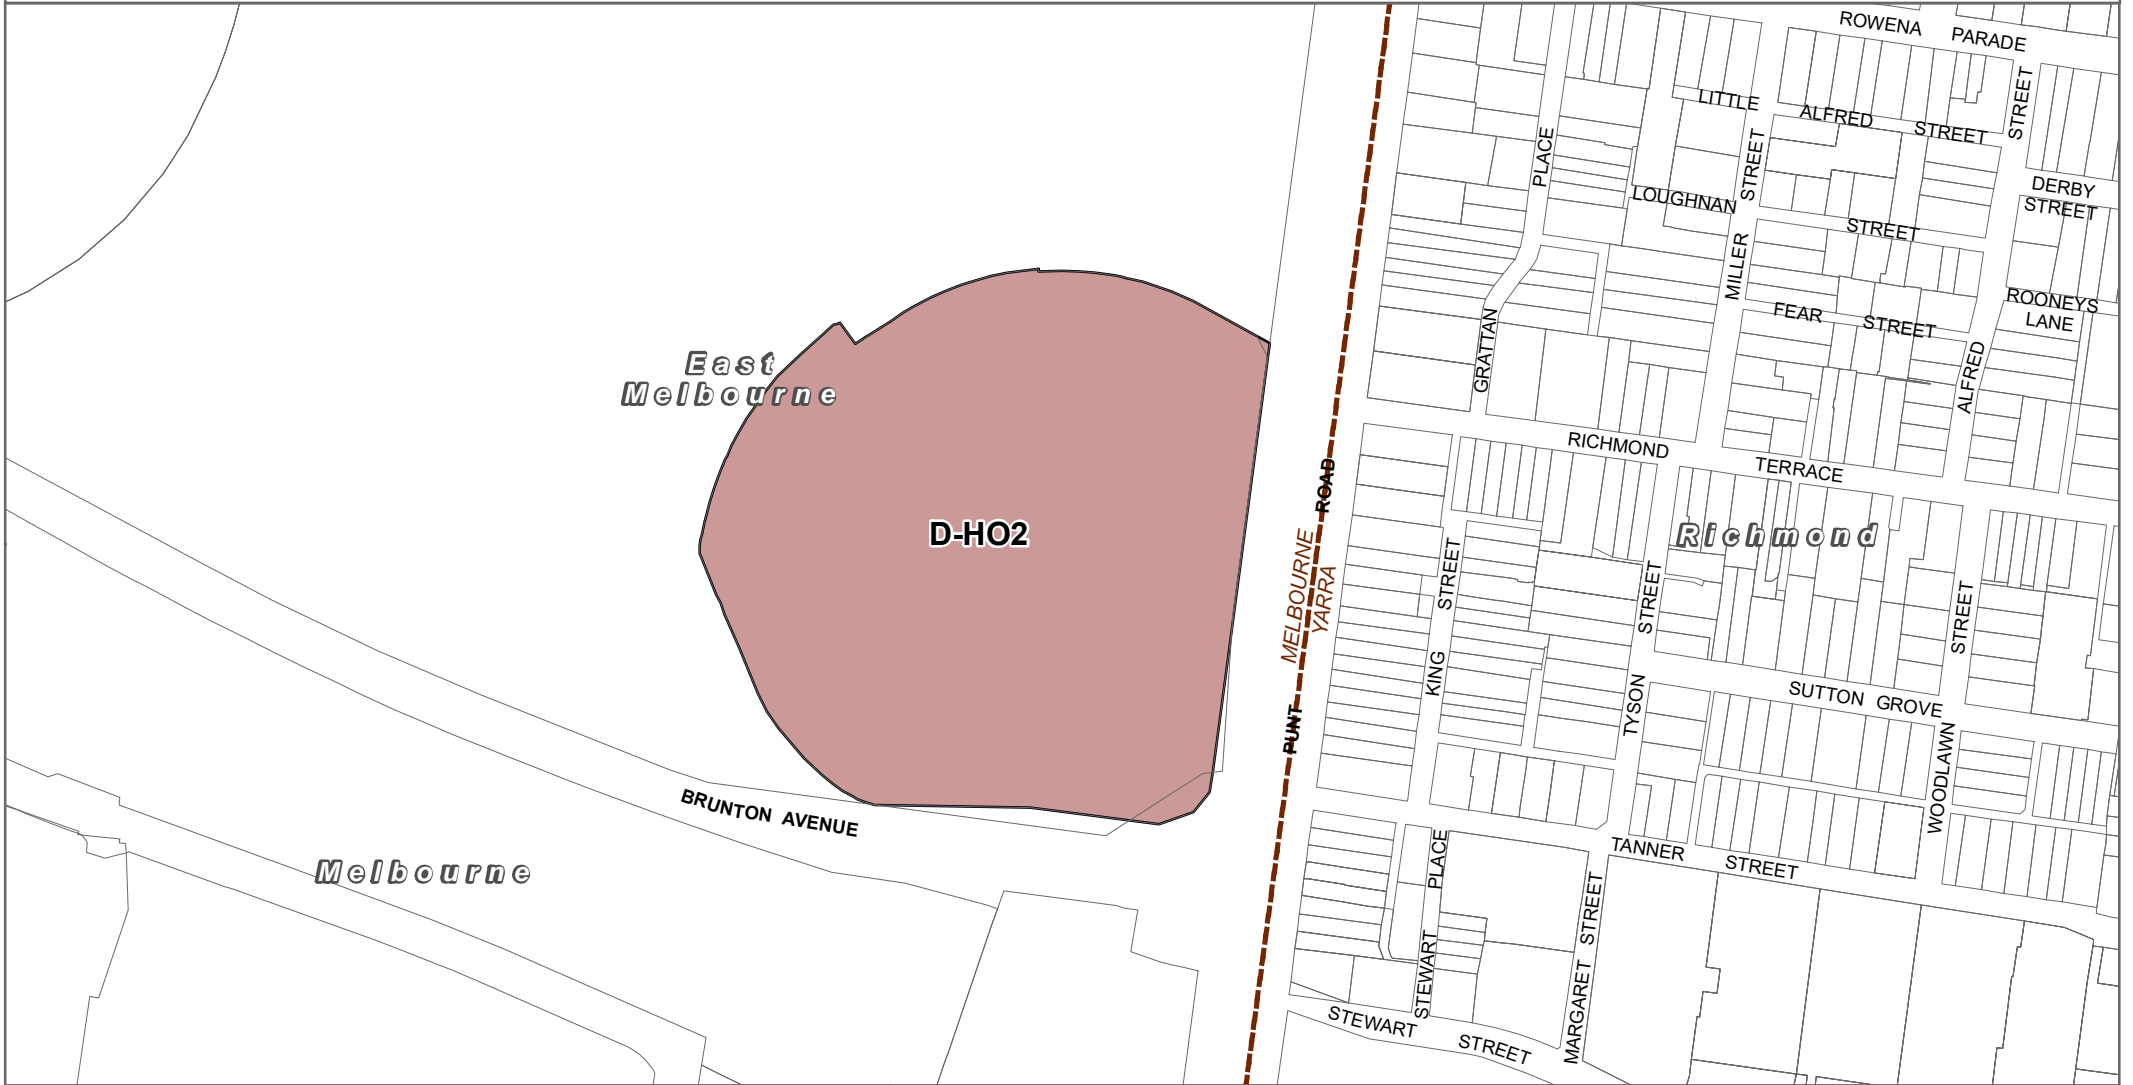 ROWENA PARADE
LITTLE ALFRED STREET
STREET
PLACE
STREET
DERBY
STREET
LOUGHNAN STREET
MILLER
ROONEYS
LANE
FEAR STREET
GRATTAN
ALFRED
East
Melbourne
RICHMOND TERRACE
ROAD
D-HO2
Richmond
MELBOURNE
YARRA
STREET
STREET
STREET
KING
TYSON
SUTTON GROVE
PUNT
WOODLAWN
BRUNTON AVENUE
Melbourne
PLACE
TANNER STREET
STREET
STEWART
MARGARET
STEWART STREET